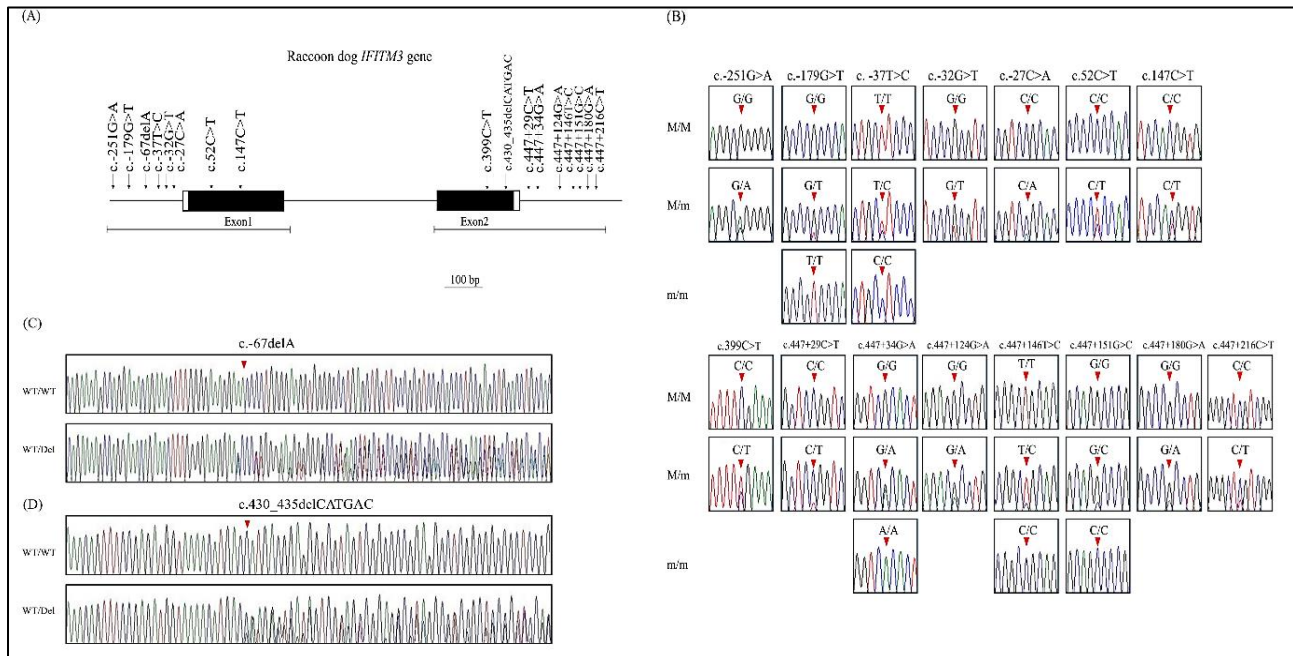 (A)
Raccoon dog IFITM3 gene
c.-251G>A
c.-179G>T
c.-67delA
c.-37T>C
c.-32G>T
c.-27C>A
c.52C>T
c.147C>T
c.399C>T
c.430_435delCATGAC
c.447+29C>T
c.447+34G>A
c.447+124G>A
c.447+146T>C
c.447+151G>C
c.447+180G>A
c.447+216C>T
Exon1 Exon2
100 bp
(B)
c.-251G>A c.-179G>T c. -37T>C c.-32G>T c.-27C>A c.52C>T c.147C>T
M/M G/G G/G T/T G/G C/C C/C C/C
M/m G/A G/T T/C G/T C/A C/T C/T
m/m T/T C/C
c.399C>T c.447+29C>T c.447+34G>A c.447+124G>A c.447+146T>C c.447+151G>C c.447+180G>A c.447+216C>T
M/M C/C C/C G/G G/G T/T G/G G/G C/C
M/m C/T C/T G/A G/A T/C G/C G/A C/T
m/m A/A C/C C/C
(C)
c.-67delA
WT/WT
WT/Del
(D)
c.430_435delCATGAC
WT/WT
WT/Del